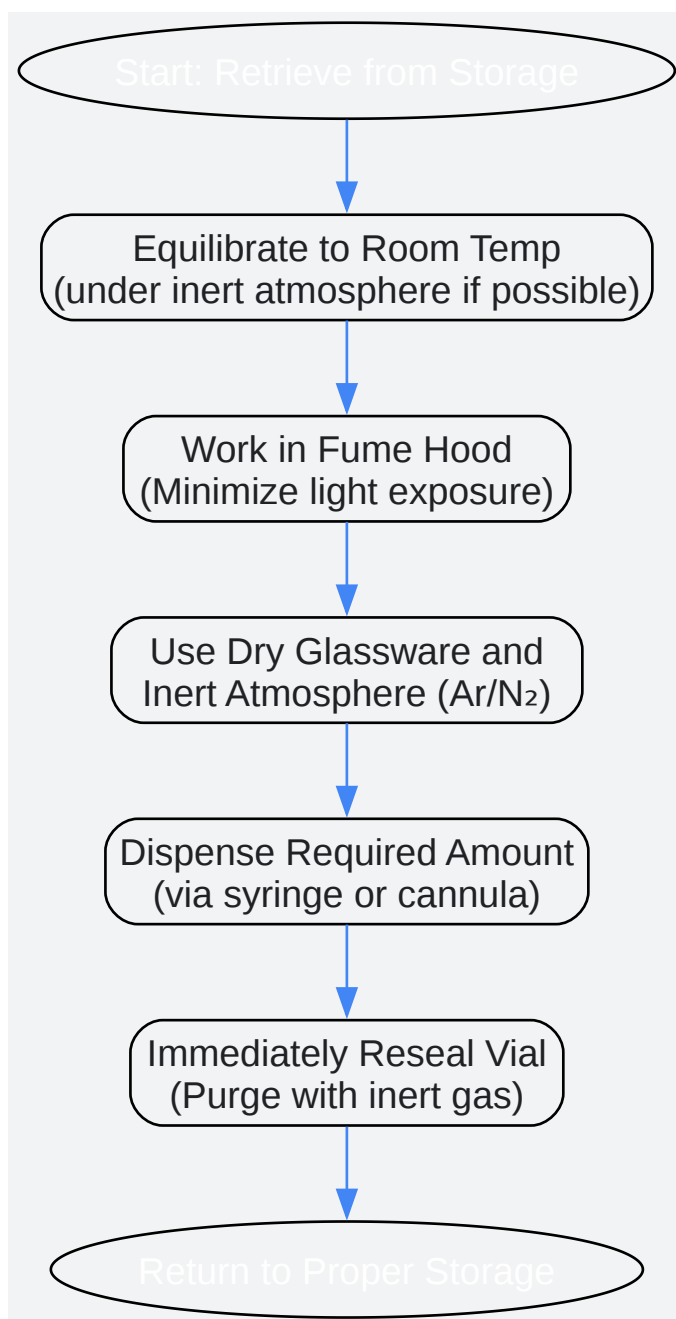 Start: Retrieve from Storage
Equilibrate to Room Temp
(under inert atmosphere if possible)
Work in Fume Hood
(Minimize light exposure)
Use Dry Glassware and
Inert Atmosphere (Ar/N₂)
Dispense Required Amount
(via syringe or cannula)
Immediately Reseal Vial
(Purge with inert gas)
Return to Proper Storage